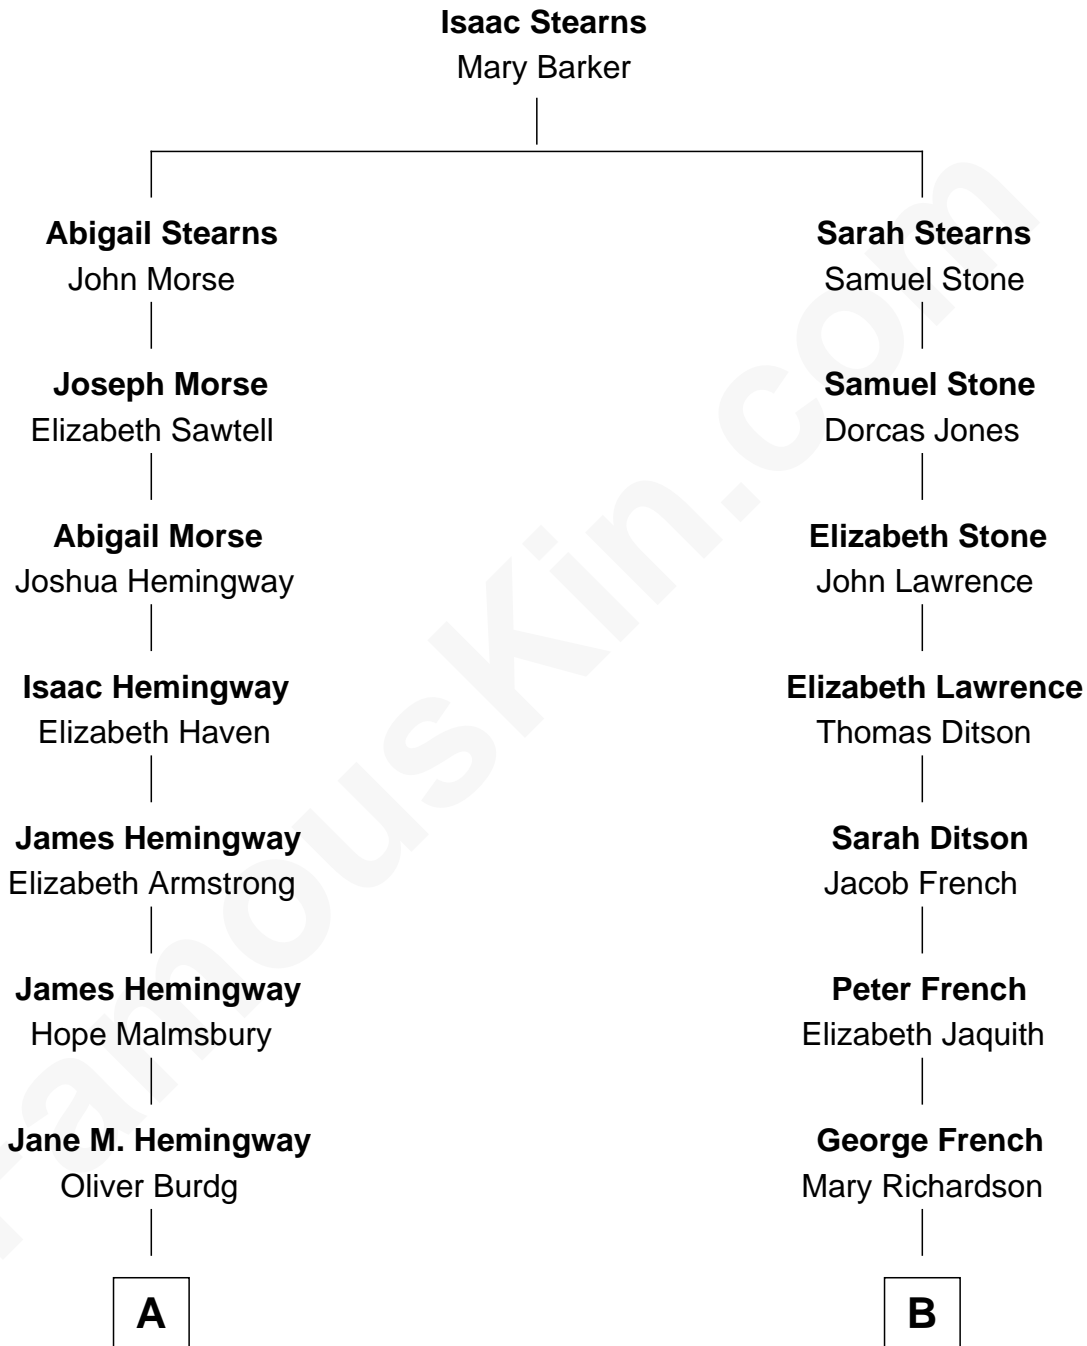 Isaac Stearns
Mary Barker
Abigail Stearns
John Morse
Sarah Stearns
Samuel Stone
Joseph Morse
Elizabeth Sawtell
Samuel Stone
Dorcas Jones
Abigail Morse
Joshua Hemingway
Elizabeth Stone
John Lawrence
Isaac Hemingway
Elizabeth Haven
Elizabeth Lawrence
Thomas Ditson
James Hemingway
Elizabeth Armstrong
Sarah Ditson
Jacob French
James Hemingway
Hope Malmsbury
Peter French
Elizabeth Jaquith
Jane M. Hemingway
Oliver Burdg
George French
Mary Richardson
A
B
FamousKin.com